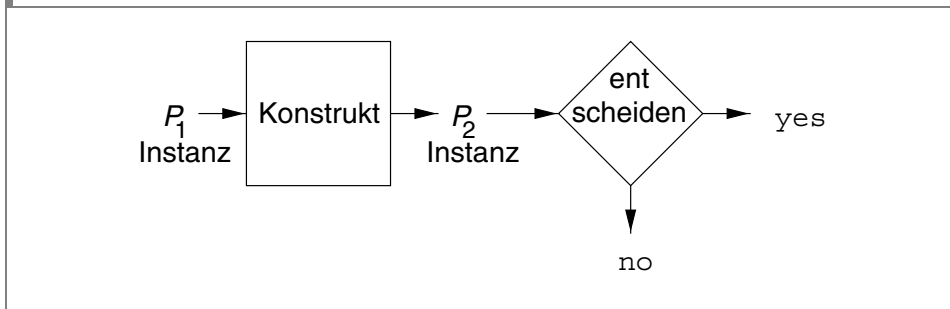 P1 Instanz
Konstrukt
P2 Instanz
ent
scheiden
yes
no